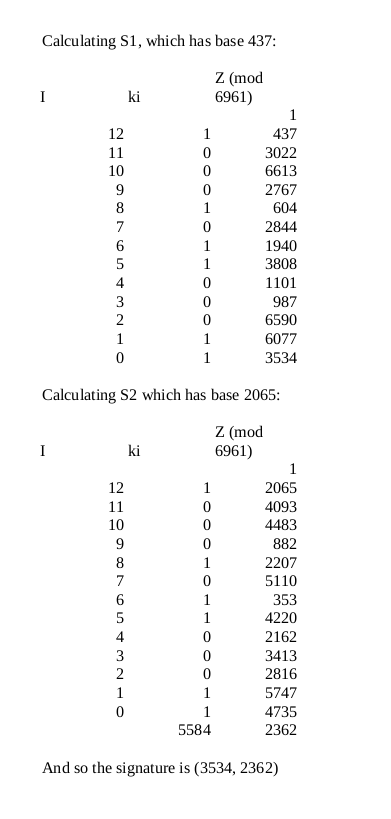 Calculating S1, which has base 437:
Z (mod
I ki 6961)
1
12 1 437
11 0 3022
10 0 6613
9 0 2767
8 1 604
7 0 2844
6 1 1940
5 1 3808
4 0 1101
3 0 987
2 0 6590
1 1 6077
0 1 3534
Calculating S2 which has base 2065:
Z (mod
I ki 6961)
1
12 1 2065
11 0 4093
10 0 4483
9 0 882
8 1 2207
7 0 5110
6 1 353
5 1 4220
4 0 2162
3 0 3413
2 0 2816
1 1 5747
0 1 4735
5584 2362
And so the signature is (3534, 2362)